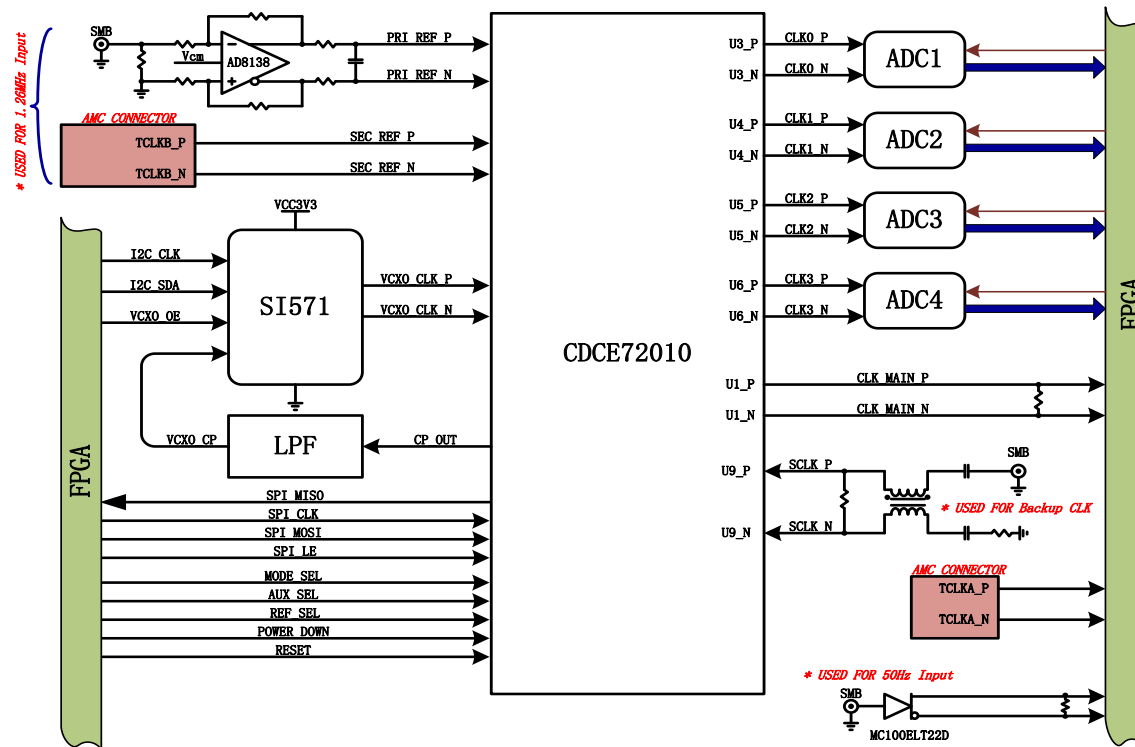 * USED FOR 1.26MHz Input
SMB
Vcm
AD8138
PRI REF P
PRI REF N
AMC CONNECTOR
TCLKB_P
TCLKB_N
SEC REF P
SEC REF N
FPGA
I2C CLK
I2C SDA
VCXO OE
VCC3V3
SI571
VCXO CLK P
VCXO CLK N
LPF
VCXO CP
CP OUT
SPI MISO
SPI_CLK
SPI MOSI
SPI LE
MODE SEL
AUX SEL
REF SEL
POWER DOWN
RESET
CDCE72010
U3_P
U3_N
U4_P
U4_N
U5_P
U5_N
U6_P
U6_N
U1_P
U1_N
U9_P
U9_N
CLK0 P
CLK0 N
CLK1 P
CLK1 N
CLK2 P
CLK2 N
CLK3 P
CLK3 N
ADC1
ADC2
ADC3
ADC4
CLK MAIN P
CLK MAIN N
SCLK P
SCLK N
SMB
* USED FOR Backup CLK
AMC CONNECTOR
TCLKA_P
TCLKA_N
* USED FOR 50Hz Input
SMB
MC100ELT22D
FPGA